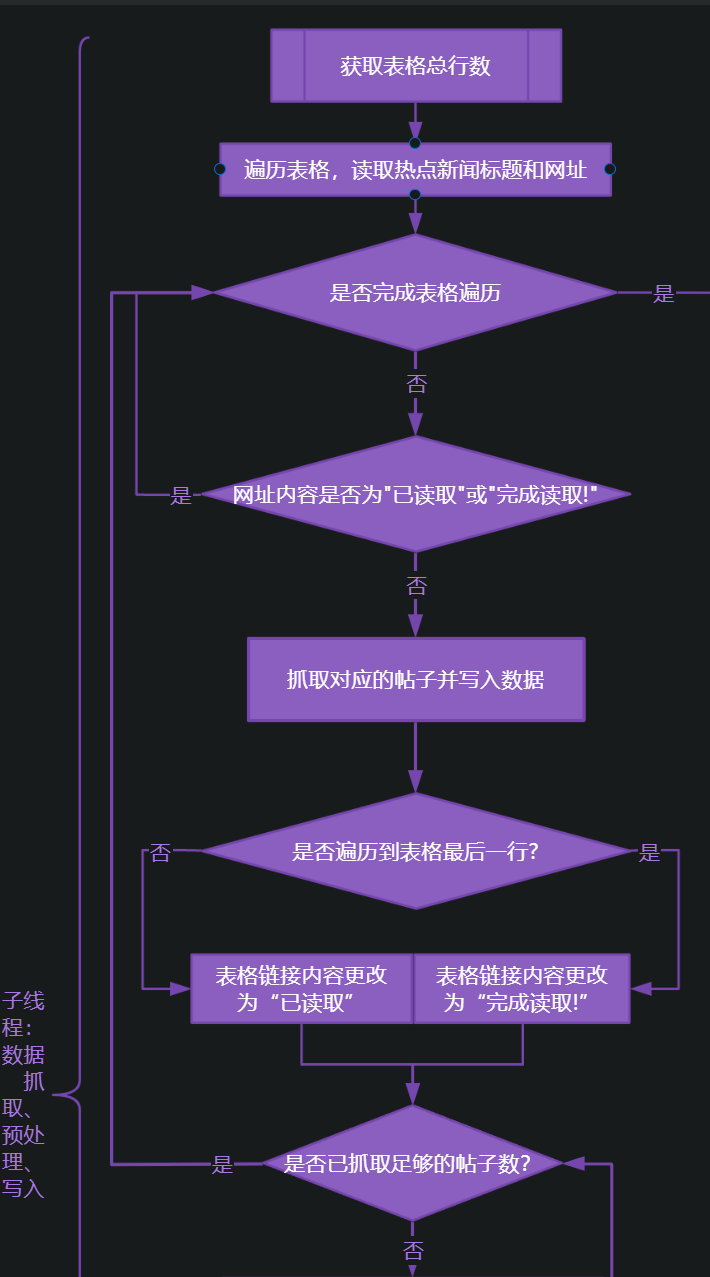 获取表格总行数
遍历表格，读取热点新闻标题和网址
是否完成表格遍历
是
否
网址内容是否为"已读取"或"完成读取!"
是
否
抓取对应的帖子并写入数据
是否遍历到表格最后一行?
否
是
表格链接内容更改
为“已读取”
表格链接内容更改
为“完成读取!”
子线
程：
数据
抓
取、
预处
理、
写入
是否已抓取足够的帖子数?
是
否